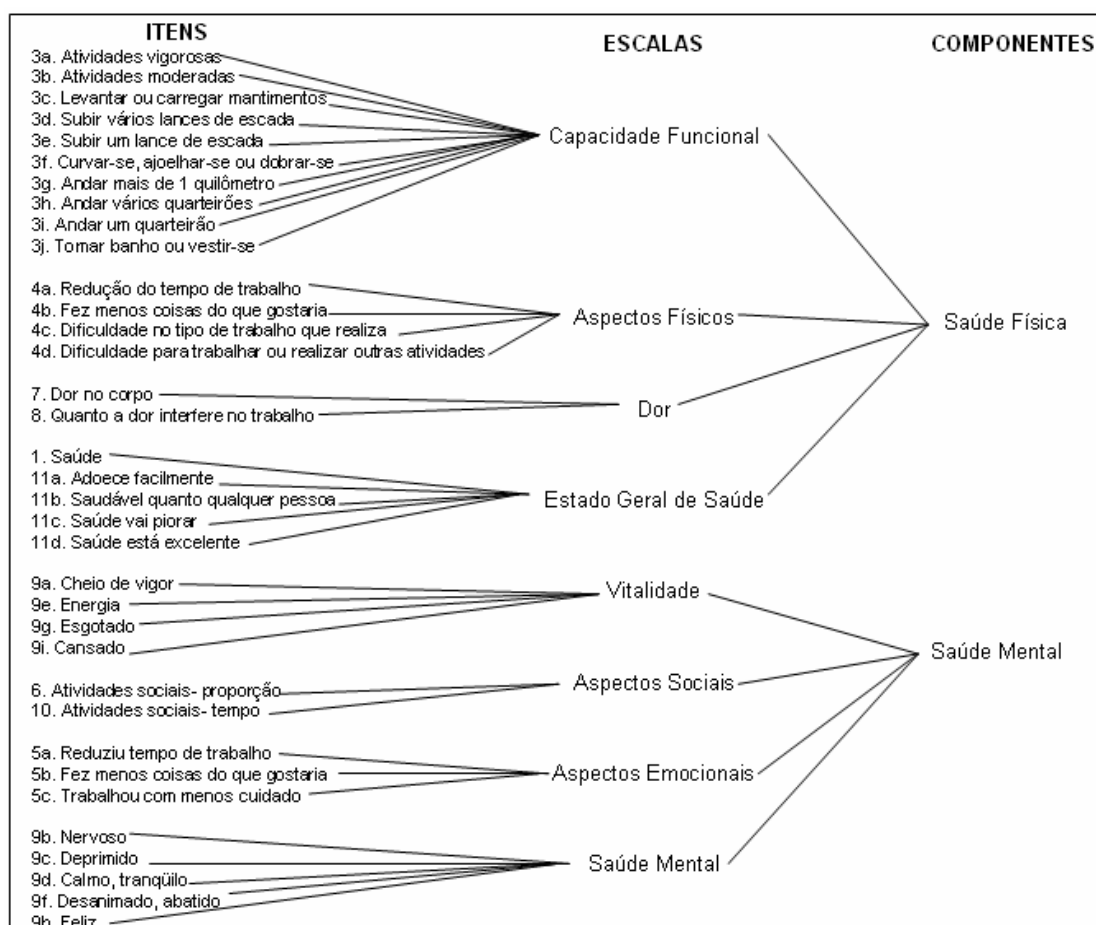 ITENS
ESCALAS
COMPONENTES
3a. Atividades vigorosas
3b. Atividades moderadas
3c. Levantar ou carregar mantimentos
3d. Subir vários lances de escada
3e. Subir um lance de escada
3f. Curvar-se, ajoelhar-se ou dobrar-se
3g. Andar mais de 1 quilômetro
3h. Andar vários quarteirões
3i. Andar um quarteirão
3j. Tomar banho ou vestir-se
Capacidade Funcional
4a. Redução do tempo de trabalho
4b. Fez menos coisas do que gostaria
4c. Dificuldade no tipo de trabalho que realiza
4d. Dificuldade para trabalhar ou realizar outras atividades
Aspectos Físicos
Saúde Física
7. Dor no corpo
8. Quanto a dor interfere no trabalho
Dor
1. Saúde
11a. Adoece facilmente
11b. Saudável quanto qualquer pessoa
11c. Saúde vai piorar
11d. Saúde está excelente
Estado Geral de Saúde
9a. Cheio de vigor
9e. Energia
9g. Esgotado
9i. Cansado
Vitalidade
Saúde Mental
6. Atividades sociais- proporção
10. Atividades sociais- tempo
Aspectos Sociais
5a. Reduziu tempo de trabalho
5b. Fez menos coisas do que gostaria
5c. Trabalhou com menos cuidado
Aspectos Emocionais
9b. Nervoso
9c. Deprimido
9d. Calmo, tranqüilo
9f. Desanimado, abatido
9h. Feliz
Saúde Mental